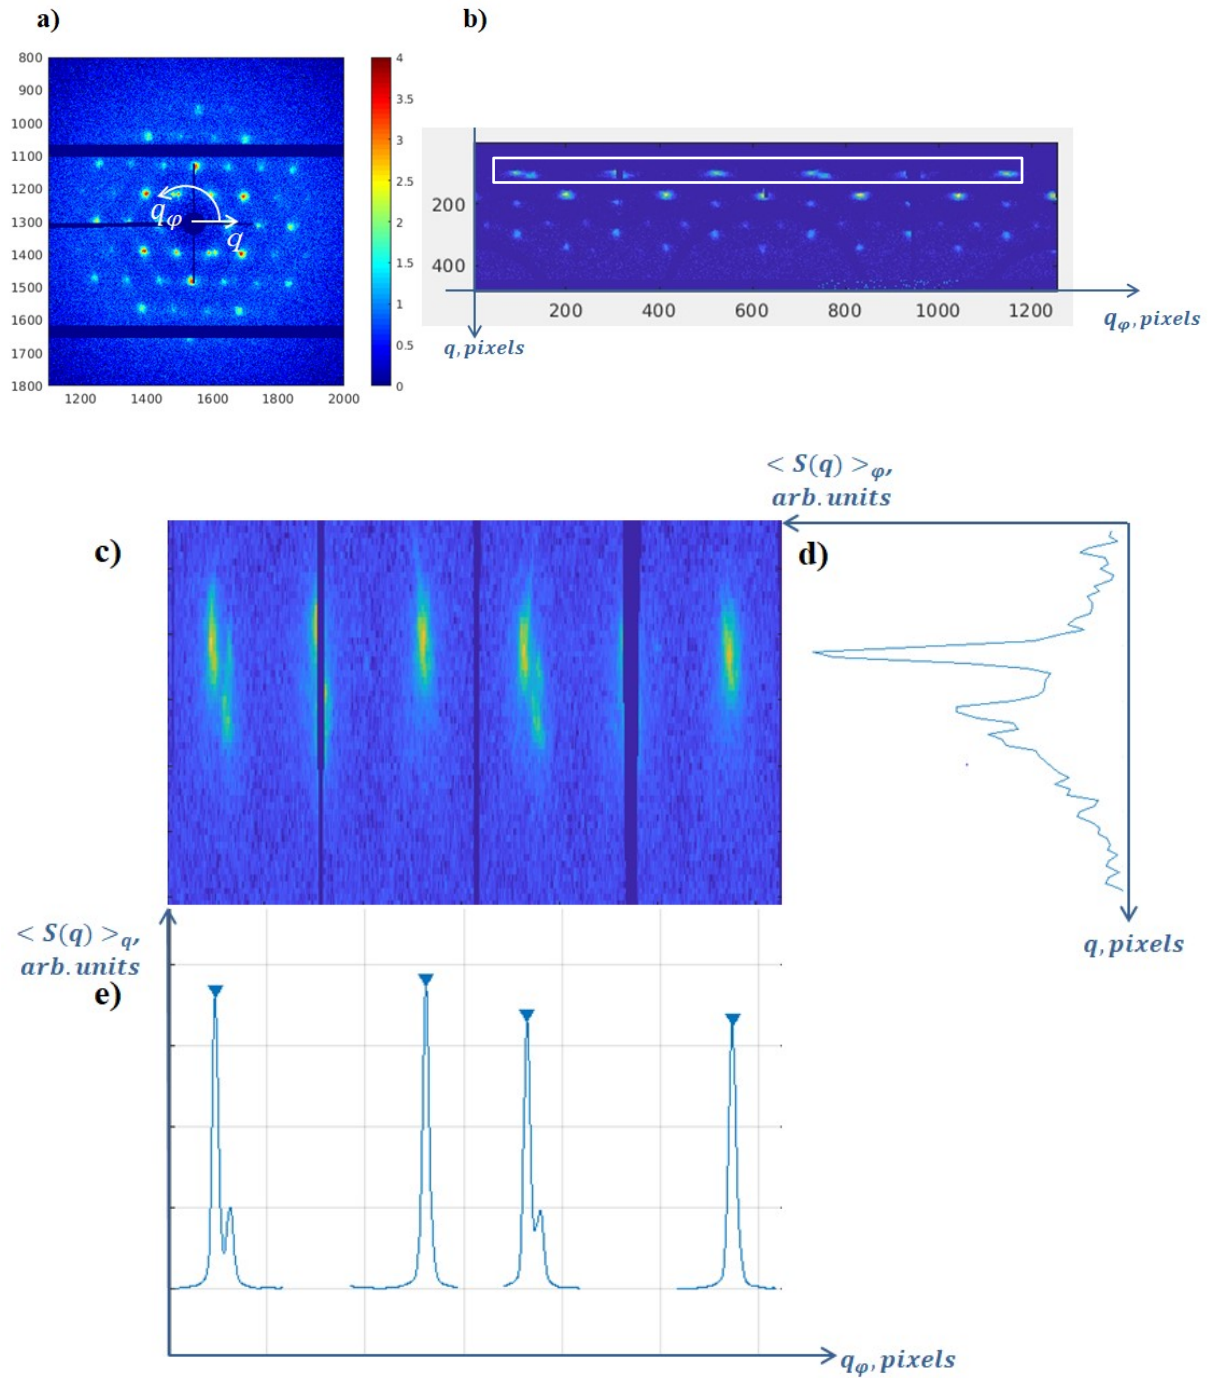 a)
b)
800
900
1000
1100
1200
1300
1400
1500
1600
1700
1800
1200
1400
1600
1800
2000
4
3.5
3
2.5
2
1.5
1
0.5
0
qφ
q
200
400
200
400
600
800
1000
1200
qφ, pixels
q, pixels
< S(q) >φ,
arb. units
c)
d)
q, pixels
< S(q) >q,
arb. units
e)
qφ, pixels